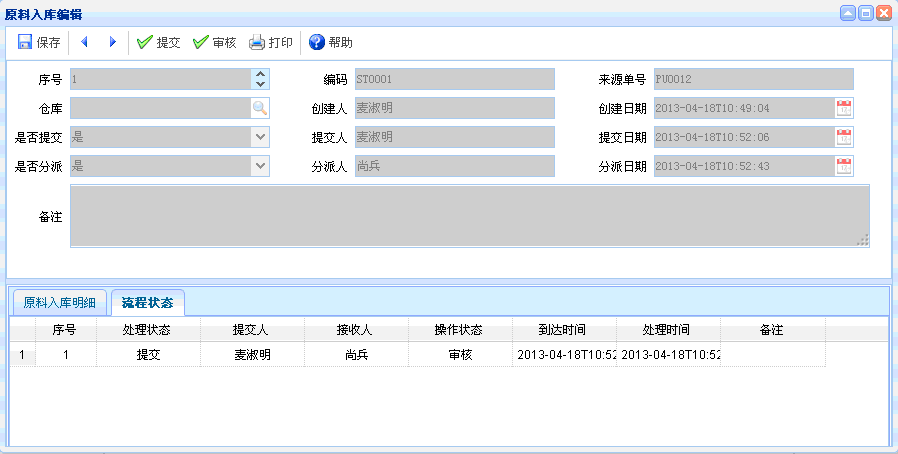 原料入库编辑
保存 提交 审核 打印 帮助
序号 1 编码 ST0001 来源单号 PU0012
仓库 创建人 麦淑明 创建日期 2013-04-18T10:49:04
是否提交 是 提交人 麦淑明 提交日期 2013-04-18T10:52:06
是否分派 是 分派人 尚兵 分派日期 2013-04-18T10:52:43
备注
原料入库明细 流程状态
序号 处理状态 提交人 接收人 操作状态 到达时间 处理时间 备注
1 1 提交 麦淑明 尚兵 审核 2013-04-18T10:52 2013-04-18T10:52